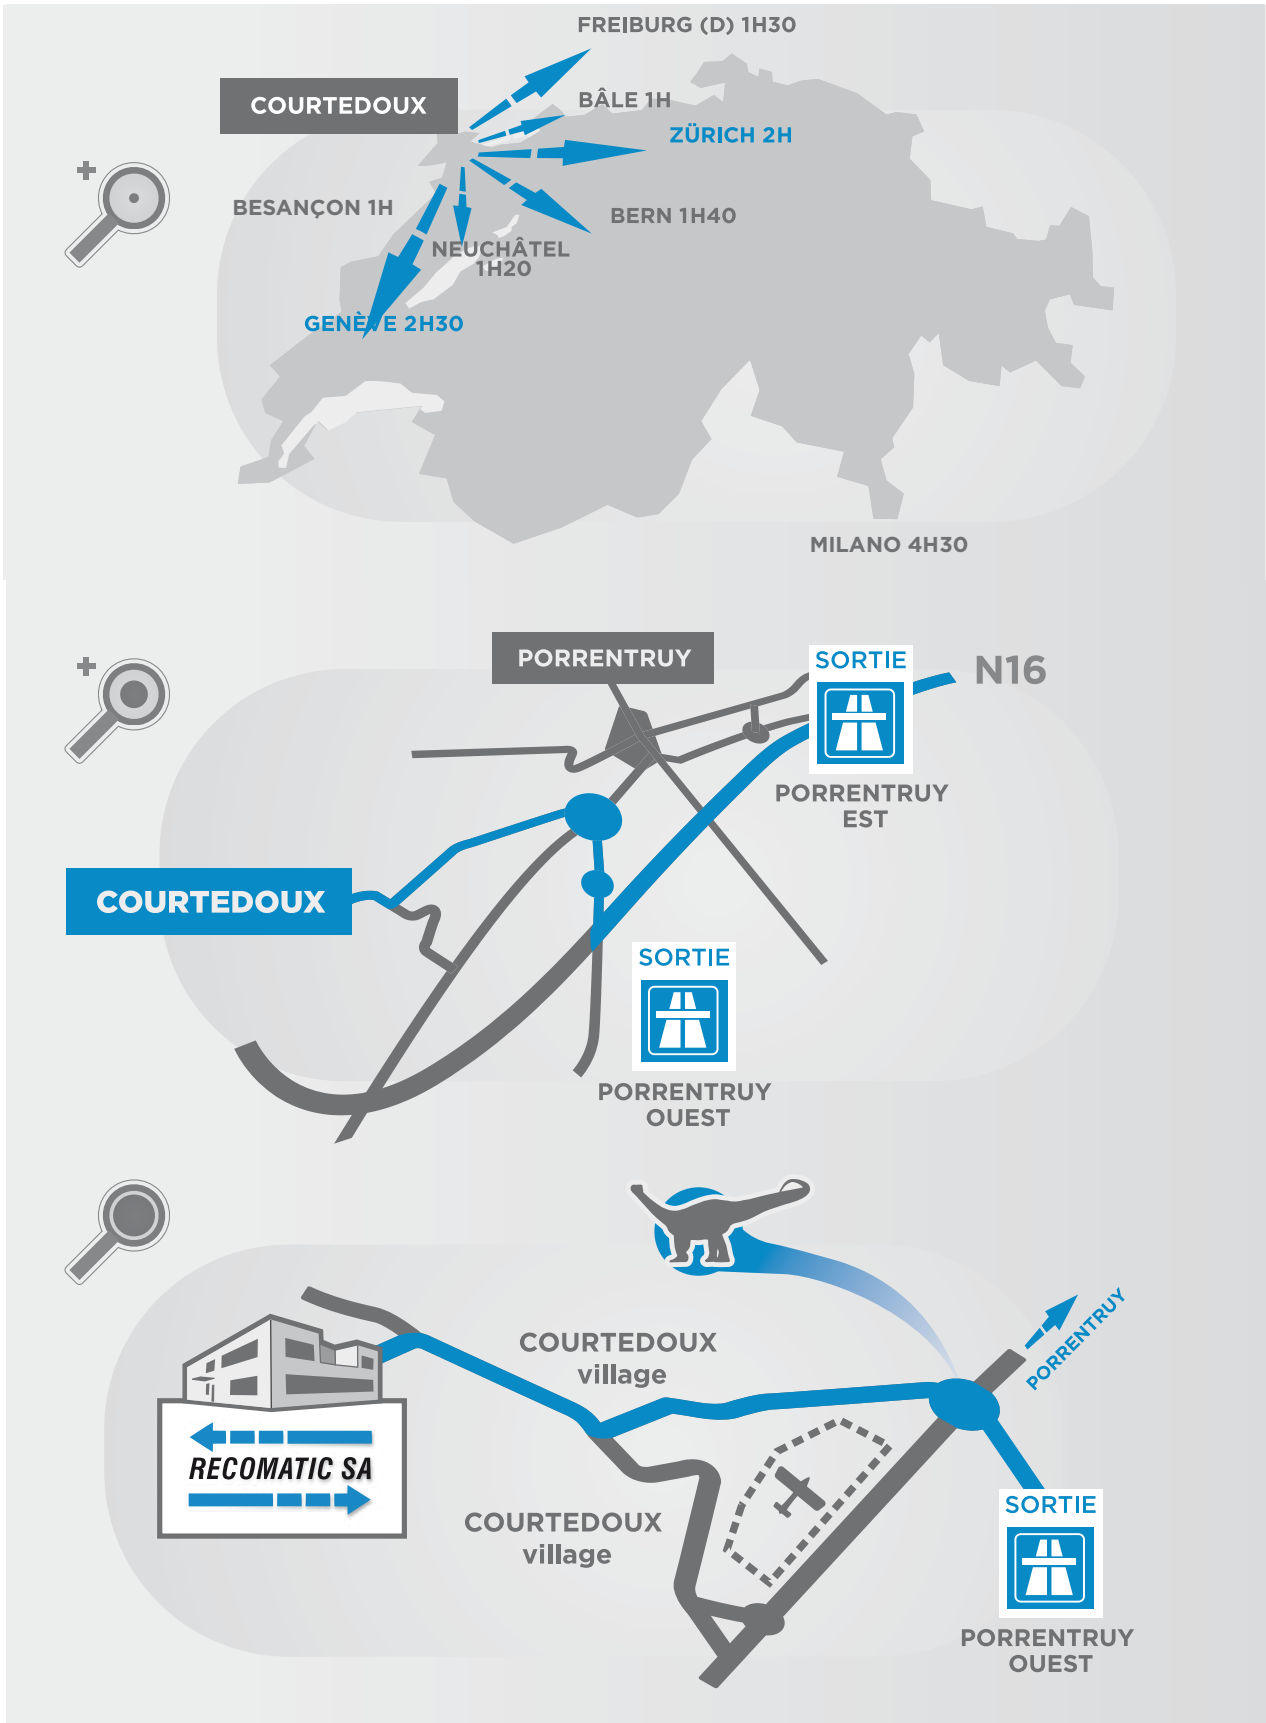 FREIBURG (D) 1H30
COURTEDOUX
BÂLE 1H
ZÜRICH 2H
BESANÇON 1H
BERN 1H40
NEUCHÂTEL
1H20
GENÈVE 2H30
MILANO 4H30
PORRENTRUY
SORTIE
N16
PORRENTRUY
EST
COURTEDOUX
SORTIE
PORRENTRUY
OUEST
PORRENTRUY
COURTEDOUX
village
RECOMATIC SA
COURTEDOUX
village
SORTIE
PORRENTRUY
OUEST